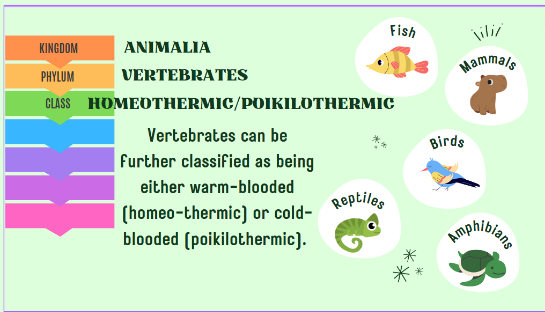 KINGDOM ANIMALIA
PHYLUM VERTEBRATES
CLASS HOMEOTHERMIC/POIKILOTHERMIC
Vertebrates can be
further classified as being
either warm-blooded
(homeo-thermic) or cold-
blooded (poikilothermic).
Fish
Mammals
Birds
Reptiles
Amphibians